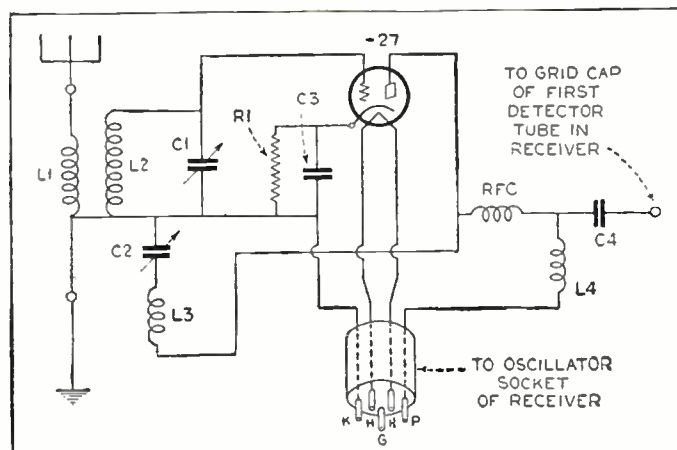 -27
TO GRID CAP
OF FIRST
DETECTOR
TUBE IN
RECEIVER
C3
R1
L1
L2
C1
RFC
C4
C2
L3
L4
TO OSCILLATOR
SOCKET
OF RECEIVER
K H H P
G